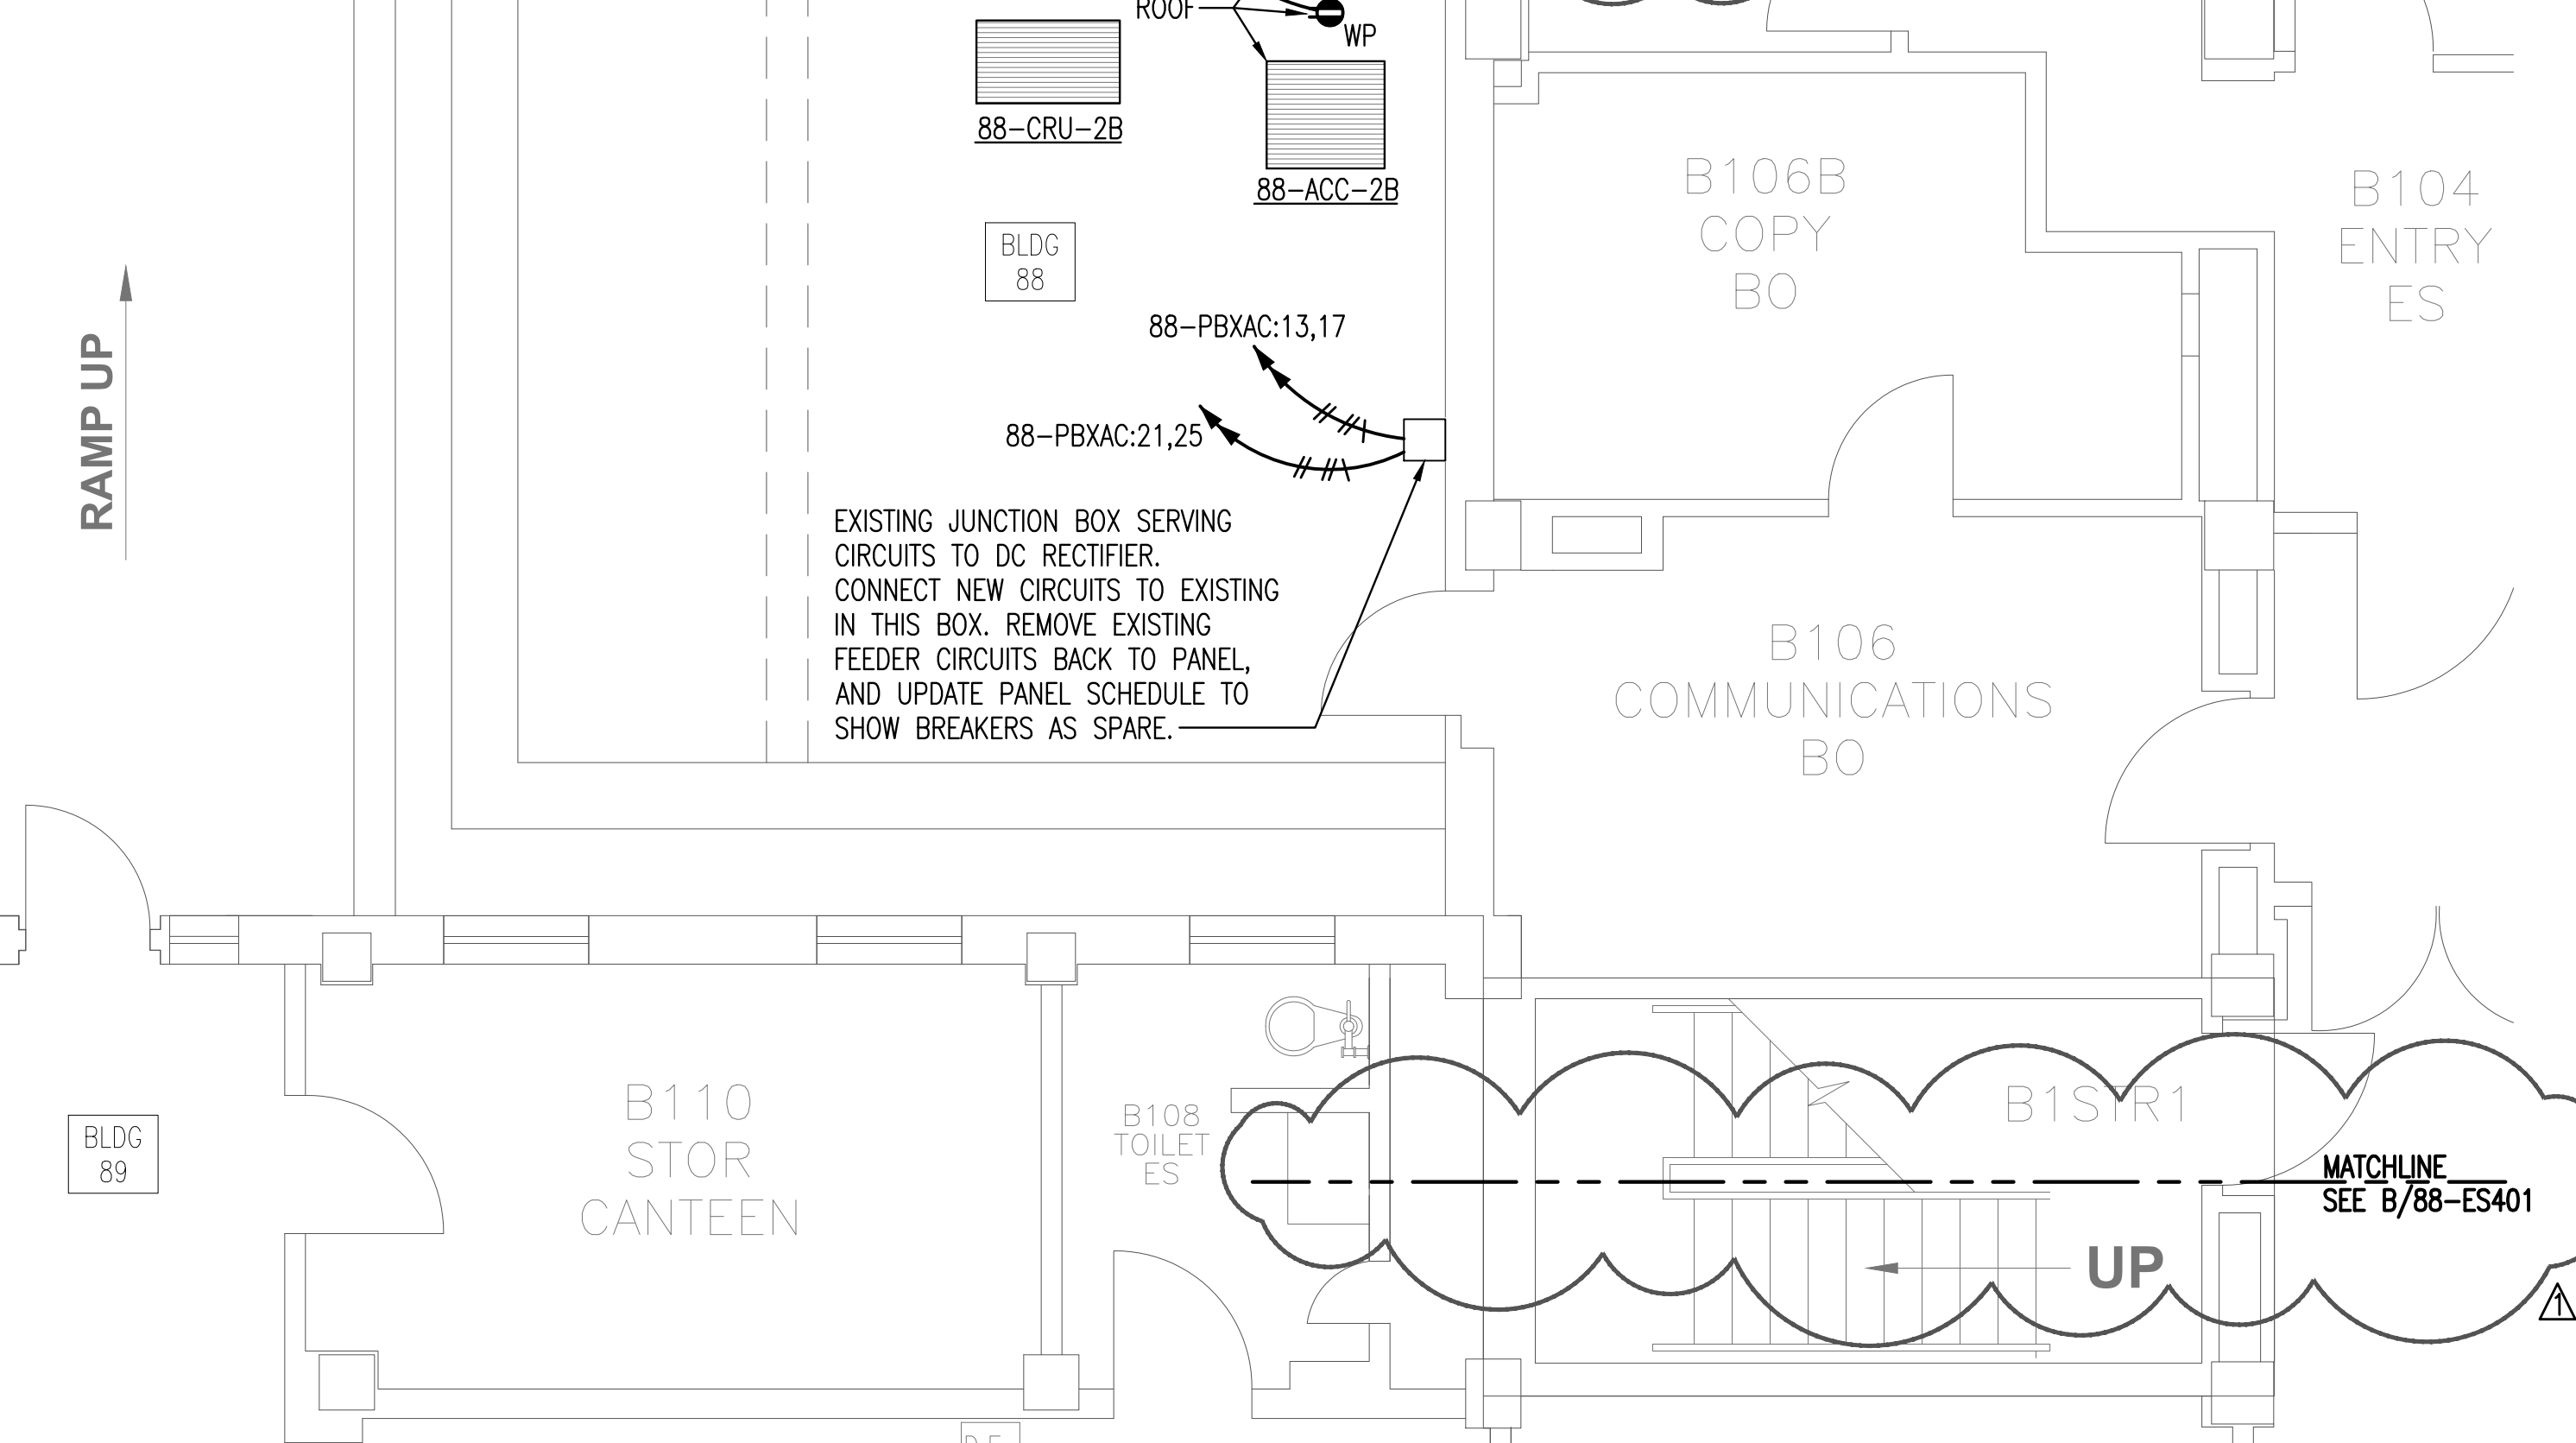 ROOF
WP
88-CRU-2B
88-ACC-2B
BLDG
88
88-PBXAC:13,17
88-PBXAC:21,25
EXISTING JUNCTION BOX SERVING
CIRCUITS TO DC RECTIFIER.
CONNECT NEW CIRCUITS TO EXISTING
IN THIS BOX. REMOVE EXISTING
FEEDER CIRCUITS BACK TO PANEL,
AND UPDATE PANEL SCHEDULE TO
SHOW BREAKERS AS SPARE.
RAMP UP
B106B
COPY
BO
B104
ENTRY
ES
B106
COMMUNICATIONS
BO
B110
STOR
CANTEEN
BLDG
89
B108
TOILET
ES
B1STR1
MATCHLINE
SEE B/88-ES401
UP
1